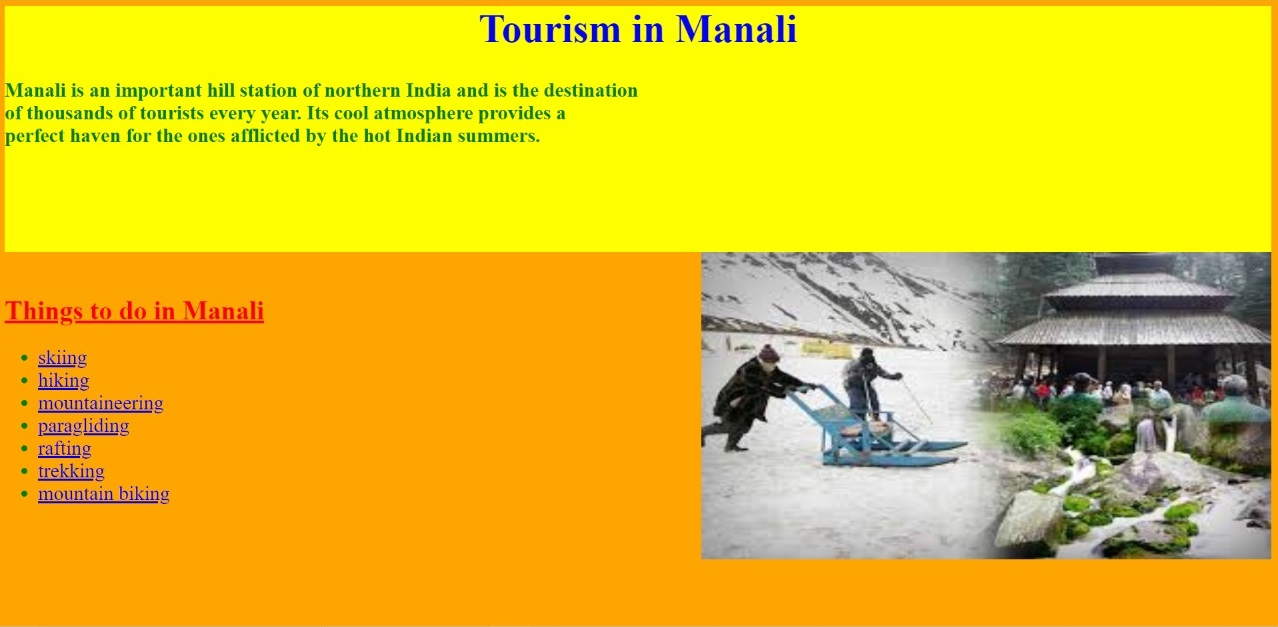 Tourism in Manali
Manali is an important hill station of northern India and is the destination
of thousands of tourists every year. Its cool atmosphere provides a
perfect haven for the ones afflicted by the hot Indian summers.
Things to do in Manali
skiing
hiking
mountaineering
paragliding
rafting
trekking
mountain biking